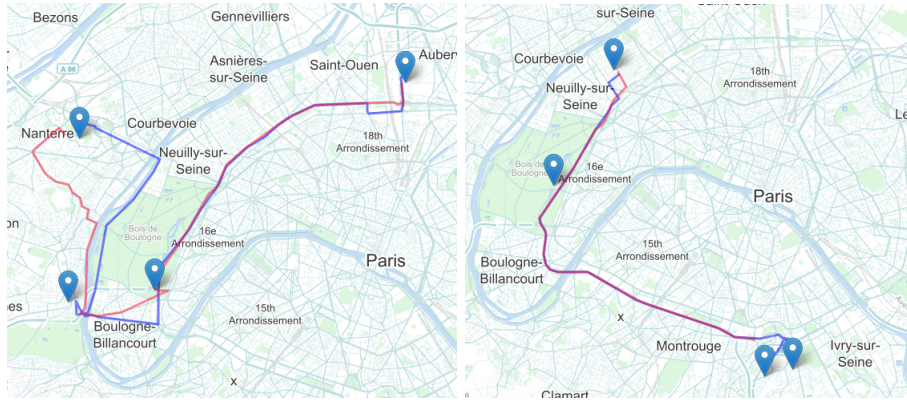 Bezons
Gennevilliers
Asnières-
sur-Seine
Saint-Ouen
Auberv
A 86
Courbevoie
Nanterre
Neuilly-sur-
Seine
18th
Arrondissement
Bois de
Boulogne
16e
Arrondissement
Paris
15th
Arrondissement
Boulogne-
Billancourt
x
sur-Seine
Courbevoie
Neuilly-sur-
Seine
18th
Arrondissement
Bois de
Boulogne
16e
Arrondissement
Paris
15th
Arrondissement
Boulogne-
Billancourt
x
Montrouge
Ivry-sur-
Seine
Clamart